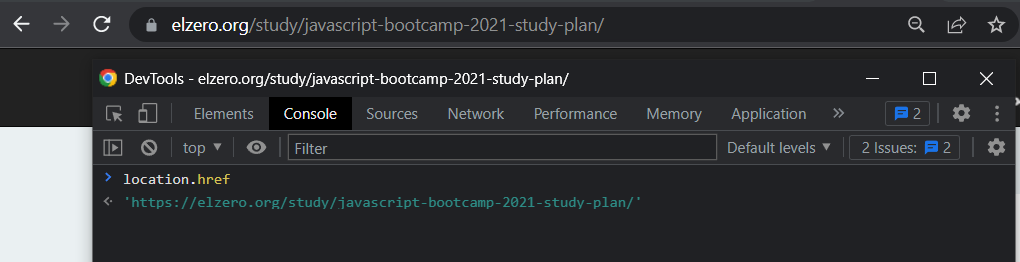 elzero.org/study/javascript-bootcamp-2021-study-plan/
DevTools - elzero.org/study/javascript-bootcamp-2021-study-plan/
Elements Console Sources Network Performance Memory Application » 2
top ▼ Filter Default levels ▼ 2 Issues: 2
> location.href
'https://elzero.org/study/javascript-bootcamp-2021-study-plan/'